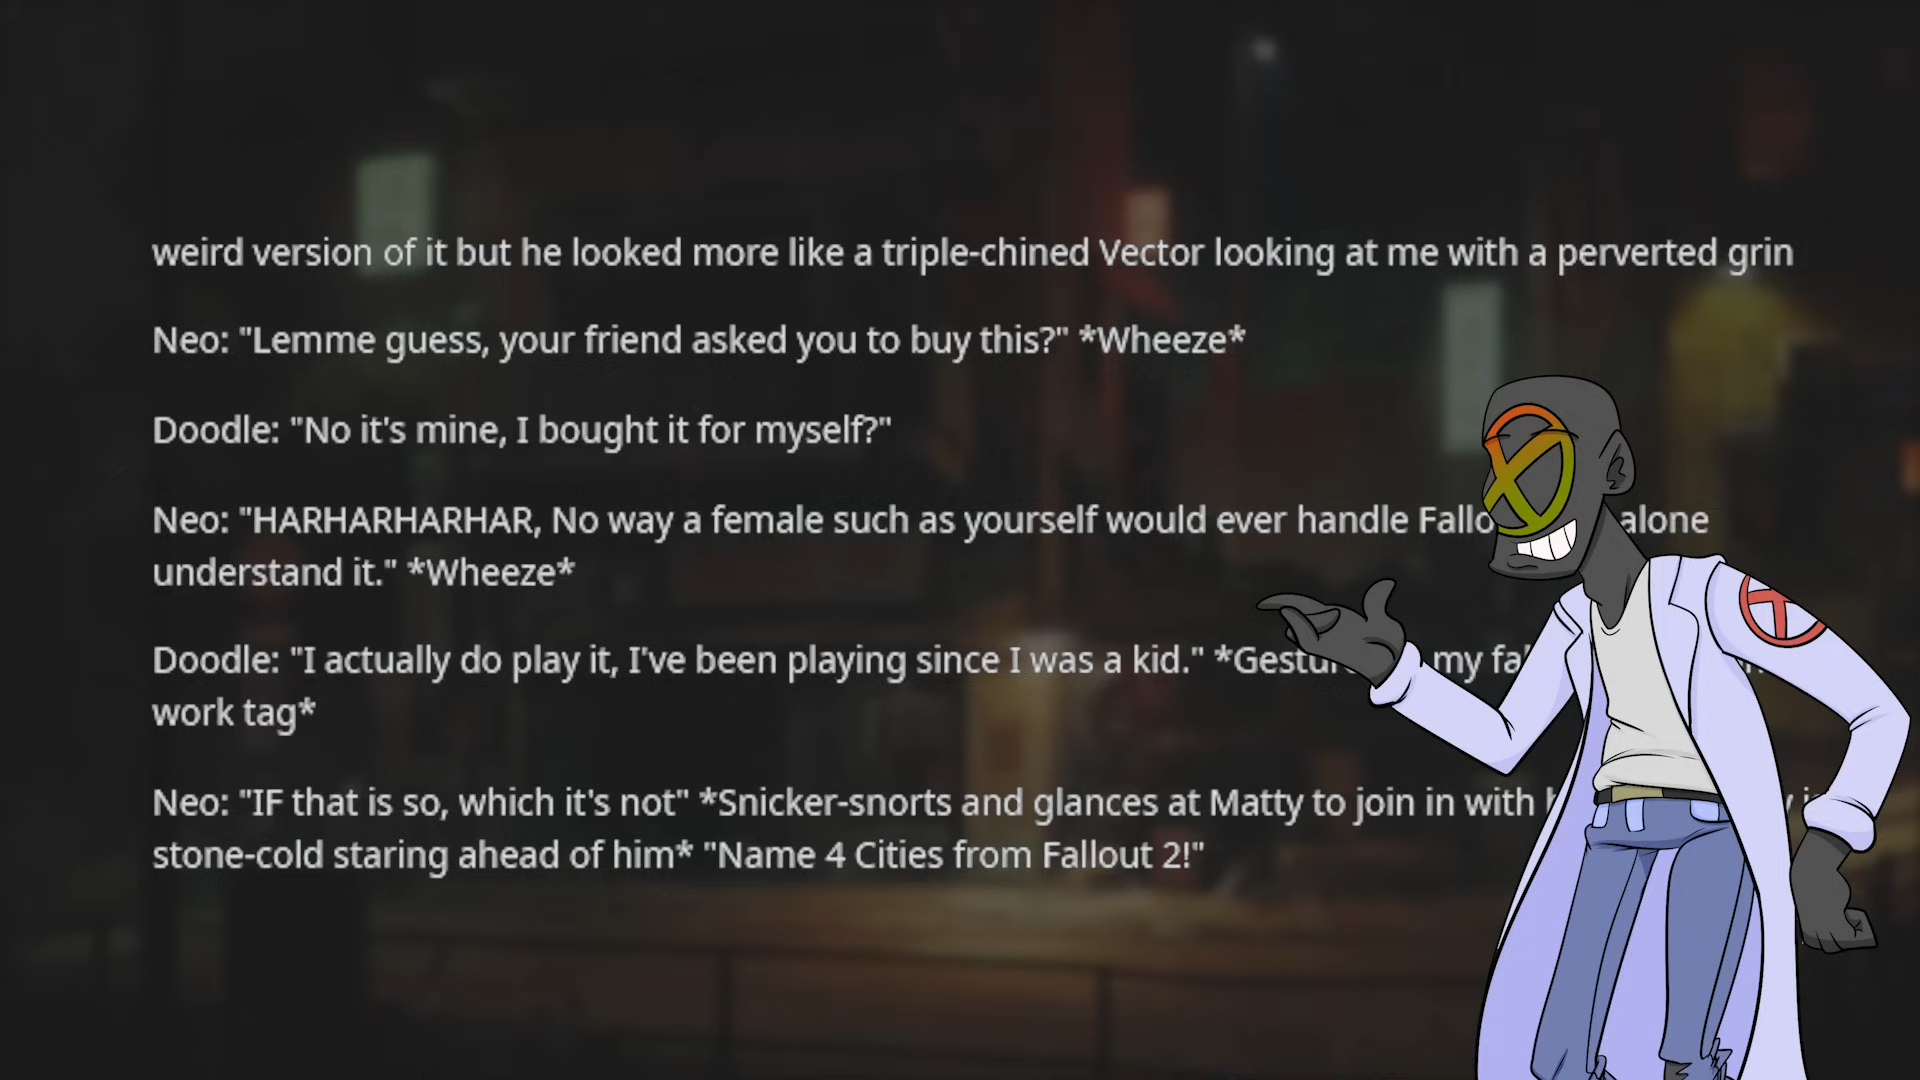 weird version of it but he looked more like a triple-chined Vector looking at me with a perverted grin
Neo: "Lemme guess, your friend asked you to buy this?" *Wheeze*
Doodle: "No it's mine, I bought it for myself?"
Neo: "HARHARHARHAR, No way a female such as yourself would ever handle alone
understand it." *Wheeze*
Doodle: "I actually do play it, I've been playing since I was a kid." my
work tag*
Neo: "IF that is so, which it's not" *Snicker-snorts and glances at Matty to join in with
stone-cold staring ahead of him* "Name 4 Cities from Fallout 2!"